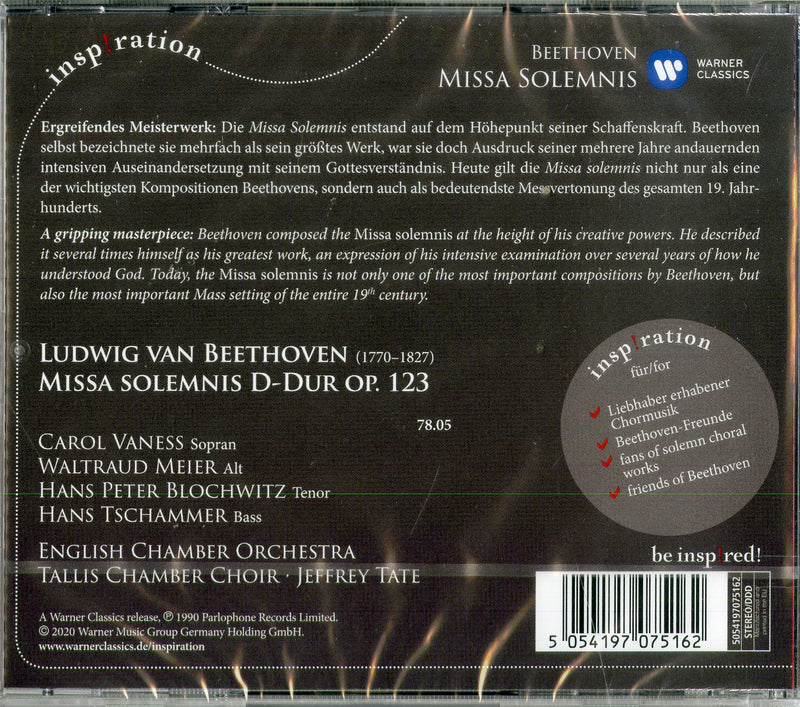 insp!ration
BEETHOVEN
MISSA SOLEMNIS
WARNER
CLASSICS
Ergreifendes Meisterwerk: Die Missa Solemnis entstand auf dem Höhepunkt seiner Schaffenskraft. Beethoven
selbst bezeichnete sie mehrfach als sein größtes Werk, war sie doch Ausdruck seiner mehrere Jahre andauernden
intensiven Auseinandersetzung mit seinem Gottesverständnis. Heute gilt die Missa solemnis nicht nur als eine
der wichtigsten Kompositionen Beethovens, sondern auch als bedeutendste Messvertonung des gesamten 19. Jahr-
hunderts.
A gripping masterpiece: Beethoven composed the Missa solemnis at the height of his creative powers. He described
it several times himself as his greatest work, an expression of his intensive examination over several years of how he
understood God. Today, the Missa solemnis is not only one of the most important compositions by Beethoven, but
also the most important Mass setting of the entire 19th century.
LUDWIG VAN BEETHOVEN (1770–1827)
MISSA SOLEMNIS D-DUR OP. 123
78.05
CAROL VANESS Sopran
WALTRAUD MEIER Alt
HANS PETER BLOCHWITZ Tenor
HANS TSCHAMMER Bass
ENGLISH CHAMBER ORCHESTRA
TALLIS CHAMBER CHOIR · JEFFREY TATE
insp!ration
für/for
Liebhaber erhabener
Chormusik
Beethoven-Freunde
fans of solemn choral
works
friends of Beethoven
be insp!red!
A Warner Classics release, ℗ 1990 Parlophone Records Limited.
© 2020 Warner Music Group Germany Holding GmbH.
www.warnerclassics.de/inspiration
5 054197 075162
5054197075162
STEREO/DDD
Manufactured and
printed in the EU